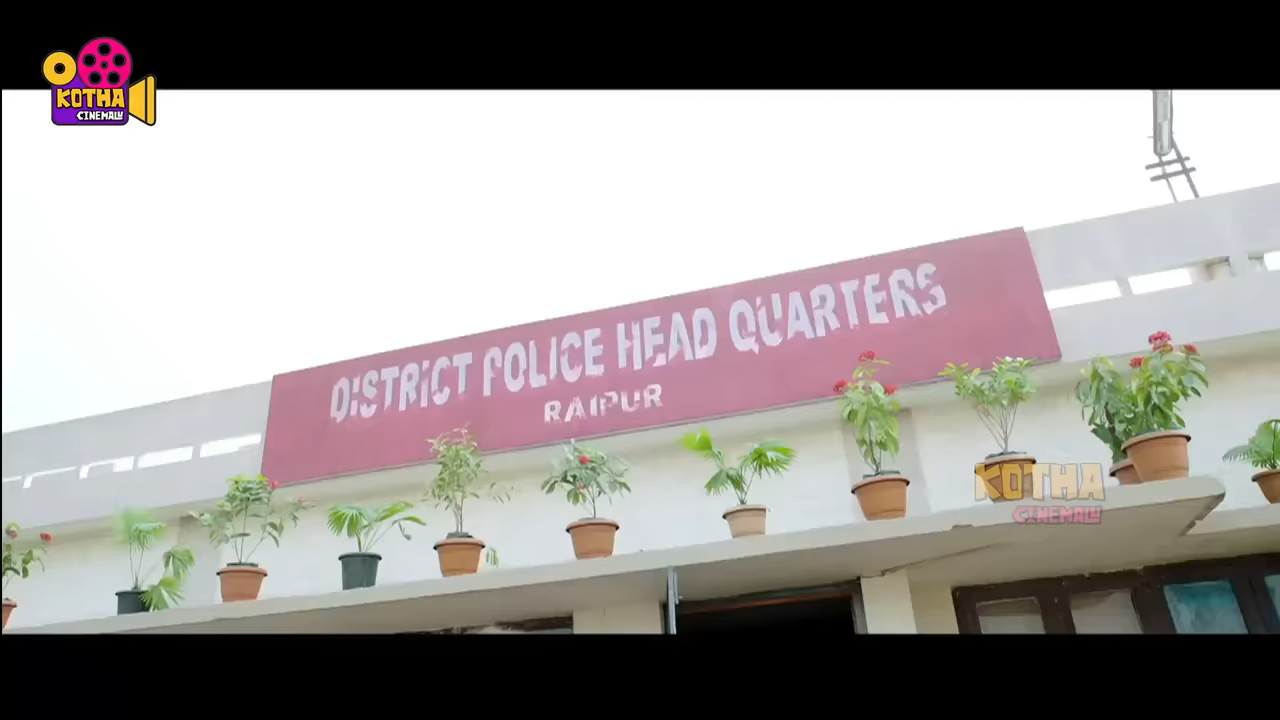 KOTHA
CINEMALU
DISTRICT POLICE HEAD QUARTERS
RAIPUR
KOTHA
CINEMALU